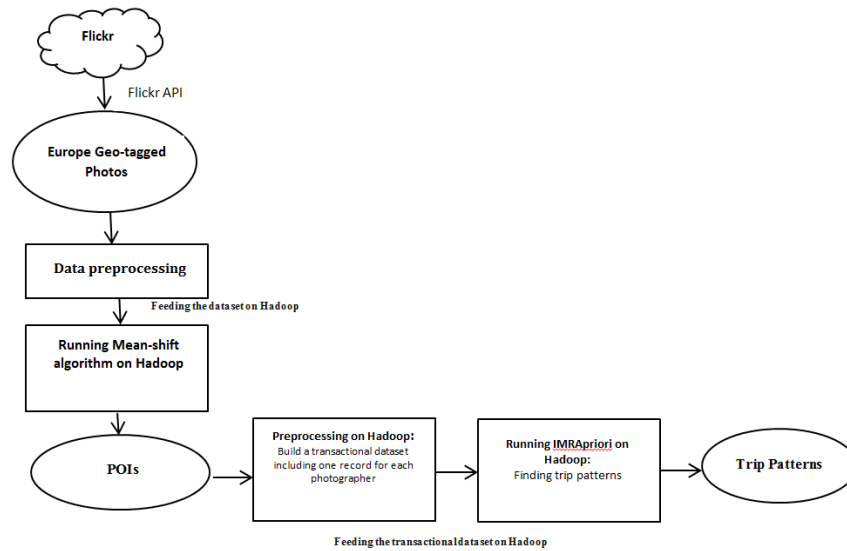 Flickr
Flickr API
Europe Geo-tagged
Photos
Data preprocessing
Feeding the dataset on Hadoop
Running Mean-shift
algorithm on Hadoop
POIs
Preprocessing on Hadoop:
Build a transactional dataset
including one record for each
photographer
Running IMRApriori on
Hadoop:
Finding trip patterns
Trip Patterns
Feeding the transactional dataset on Hadoop